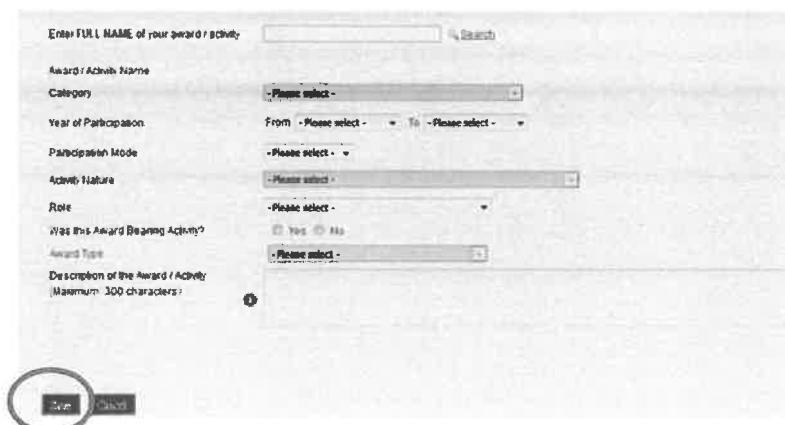 Enter FULL NAME of your award / activity Search
Award / Activity Name
Category - Please select -
Year of Participation From - Please select - To - Please select -
Participation Mode - Please select -
Activity Nature - Please select -
Role - Please select -
Was this Award Bearing Activity? Yes No
Award Type - Please select -
Description of the Award / Activity
(Maximum 300 characters)
Save Cancel